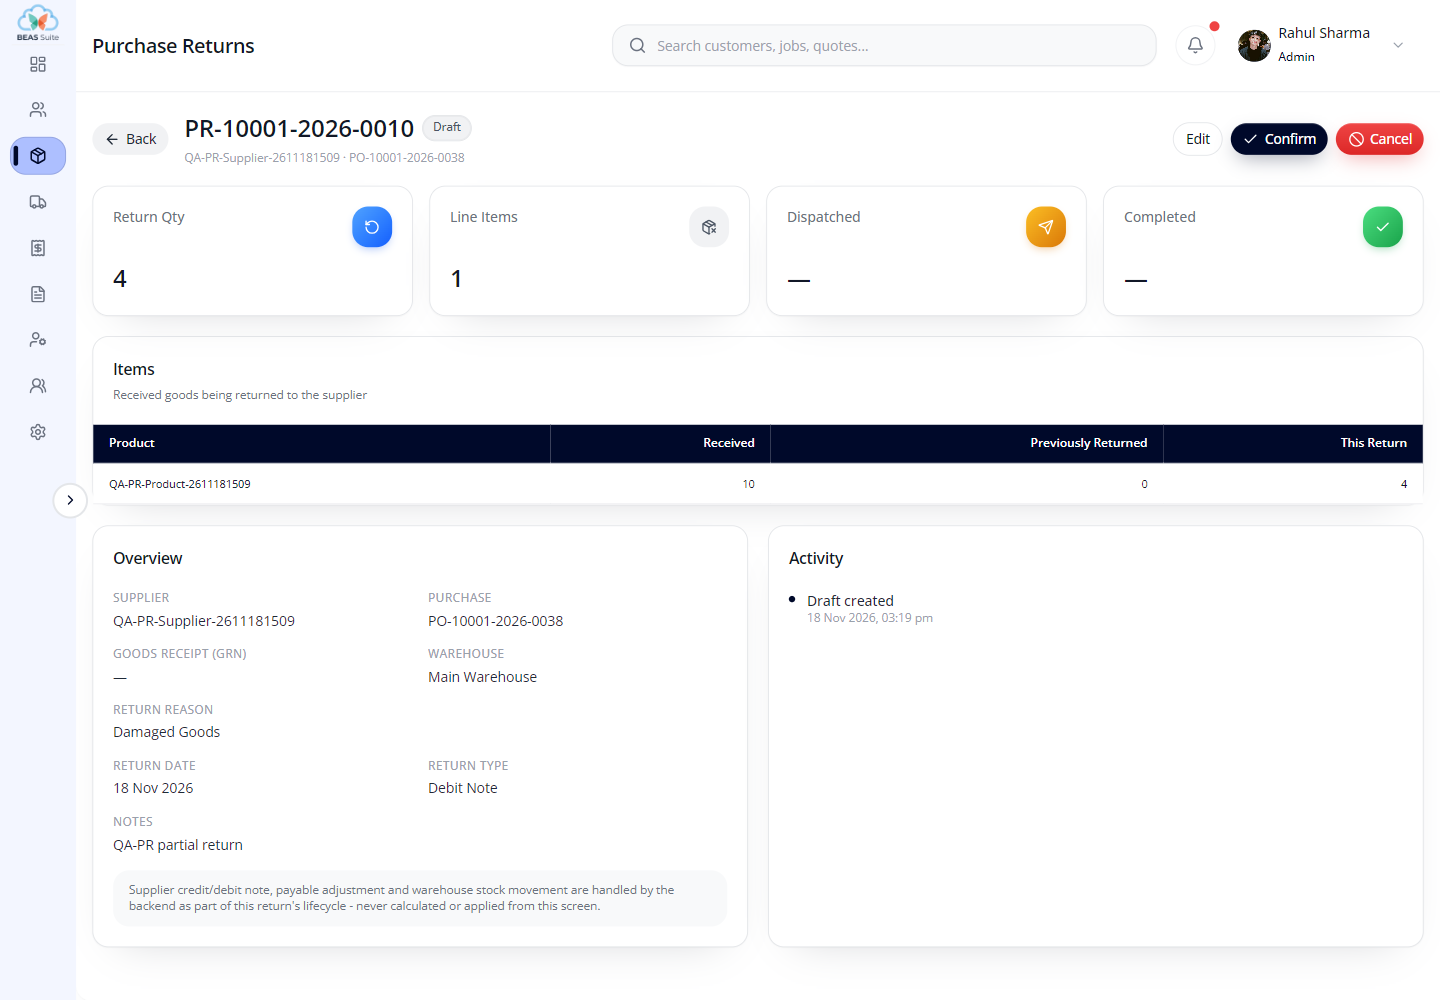 BEAS Suite
Purchase Returns
Search customers, jobs, quotes...
Rahul Sharma
Admin
Back
PR-10001-2026-0010
Draft
QA-PR-Supplier-2611181509 · PO-10001-2026-0038
Edit
Confirm
Cancel
Return Qty
4
Line Items
1
Dispatched
—
Completed
—
Items
Received goods being returned to the supplier
Product Received Previously Returned This Return
QA-PR-Product-2611181509 10 0 4
Overview
SUPPLIER
QA-PR-Supplier-2611181509
PURCHASE
PO-10001-2026-0038
GOODS RECEIPT (GRN)
—
WAREHOUSE
Main Warehouse
RETURN REASON
Damaged Goods
RETURN DATE
18 Nov 2026
RETURN TYPE
Debit Note
NOTES
QA-PR partial return
Supplier credit/debit note, payable adjustment and warehouse stock movement are handled by the
backend as part of this return's lifecycle - never calculated or applied from this screen.
Activity
Draft created
18 Nov 2026, 03:19 pm